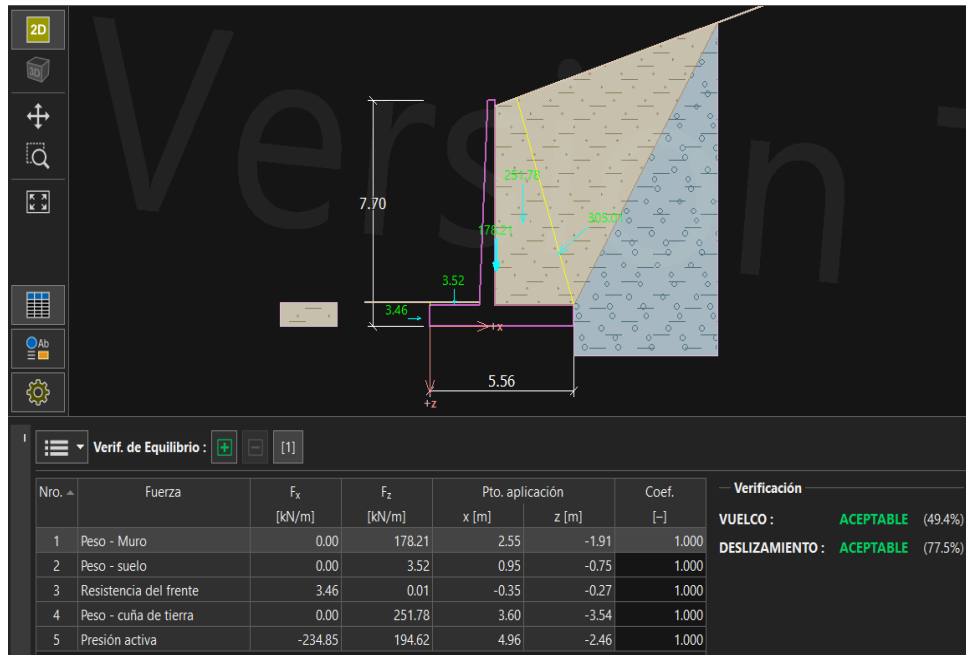 2D
3D
Version
7.70
251.78
305.01
178.21
3.52
3.46
+x
5.56
+z
Ab
Verif. de Equilibrio : [1]
Nro. Fuerza Fx Fz Pto. aplicación Coef.
[kN/m] [kN/m] x [m] z [m] [–]
1 Peso - Muro 0.00 178.21 2.55 -1.91 1.000
2 Peso - suelo 0.00 3.52 0.95 -0.75 1.000
3 Resistencia del frente 3.46 0.01 -0.35 -0.27 1.000
4 Peso - cuña de tierra 0.00 251.78 3.60 -3.54 1.000
5 Presión activa -234.85 194.62 4.96 -2.46 1.000
Verificación
VUELCO : ACEPTABLE (49.4%)
DESLIZAMIENTO : ACEPTABLE (77.5%)